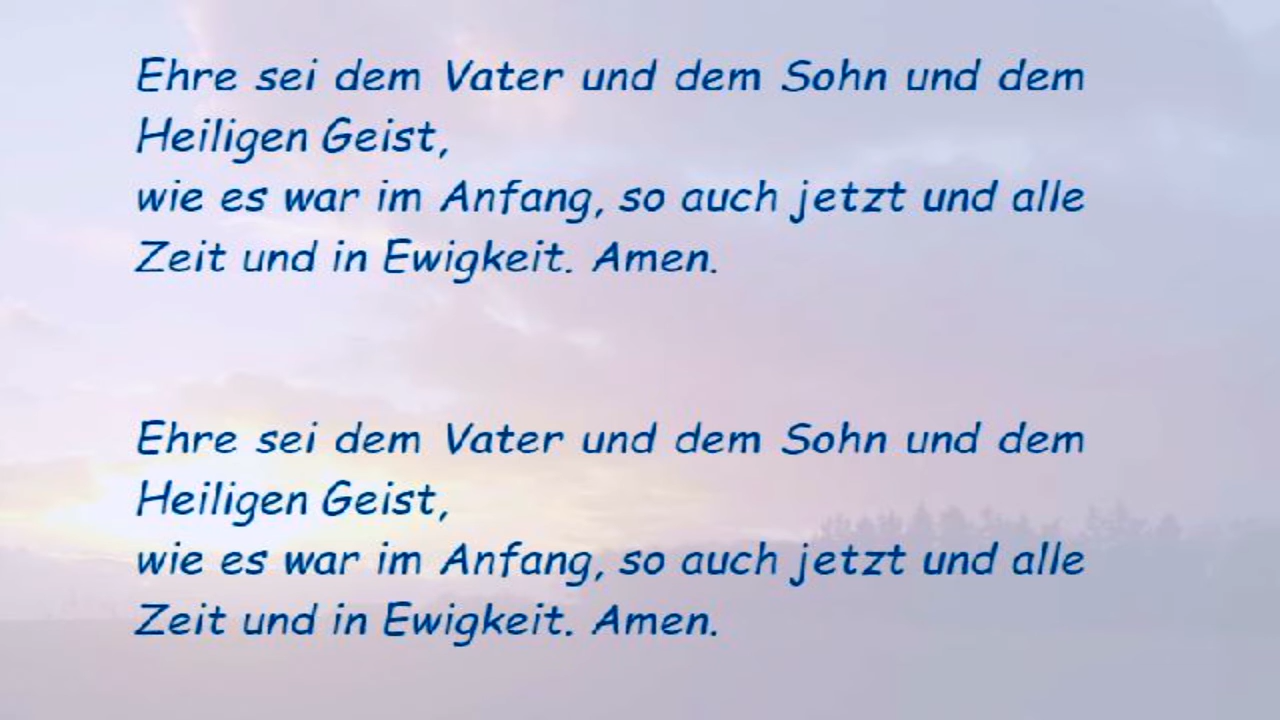 Ehre sei dem Vater und dem Sohn und dem
Heiligen Geist,
wie es war im Anfang, so auch jetzt und alle
Zeit und in Ewigkeit. Amen.
Ehre sei dem Vater und dem Sohn und dem
Heiligen Geist,
wie es war im Anfang, so auch jetzt und alle
Zeit und in Ewigkeit. Amen.